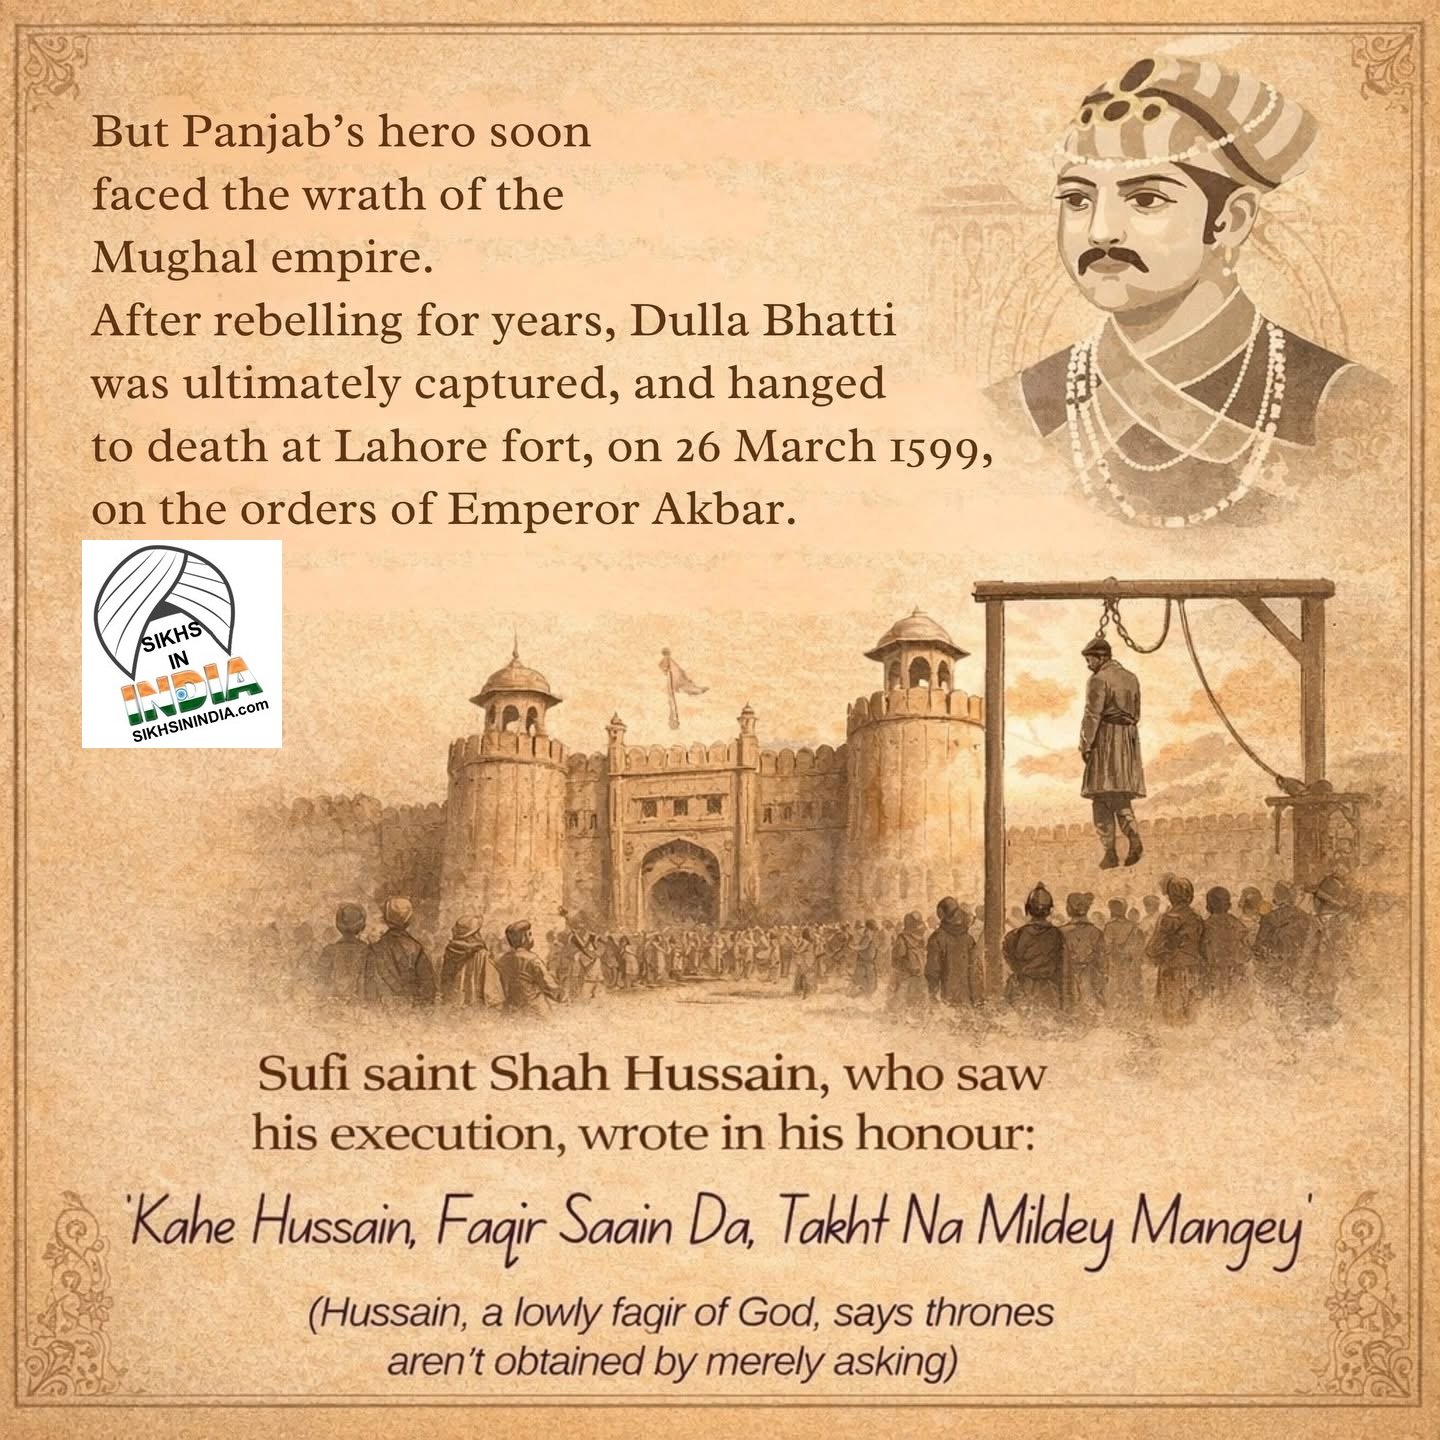 But Panjab's hero soon
faced the wrath of the
Mughal empire.
After rebelling for years, Dulla Bhatti
was ultimately captured, and hanged
to death at Lahore fort, on 26 March 1599,
on the orders of Emperor Akbar.
SIKHS
IN
INDIA
SIKHSININDIA.com
Sufi saint Shah Hussain, who saw
his execution, wrote in his honour:
'Kahe Hussain, Faqir Saain Da, Takht Na Mildey Mangey'
(Hussain, a lowly faqir of God, says thrones
aren't obtained by merely asking)